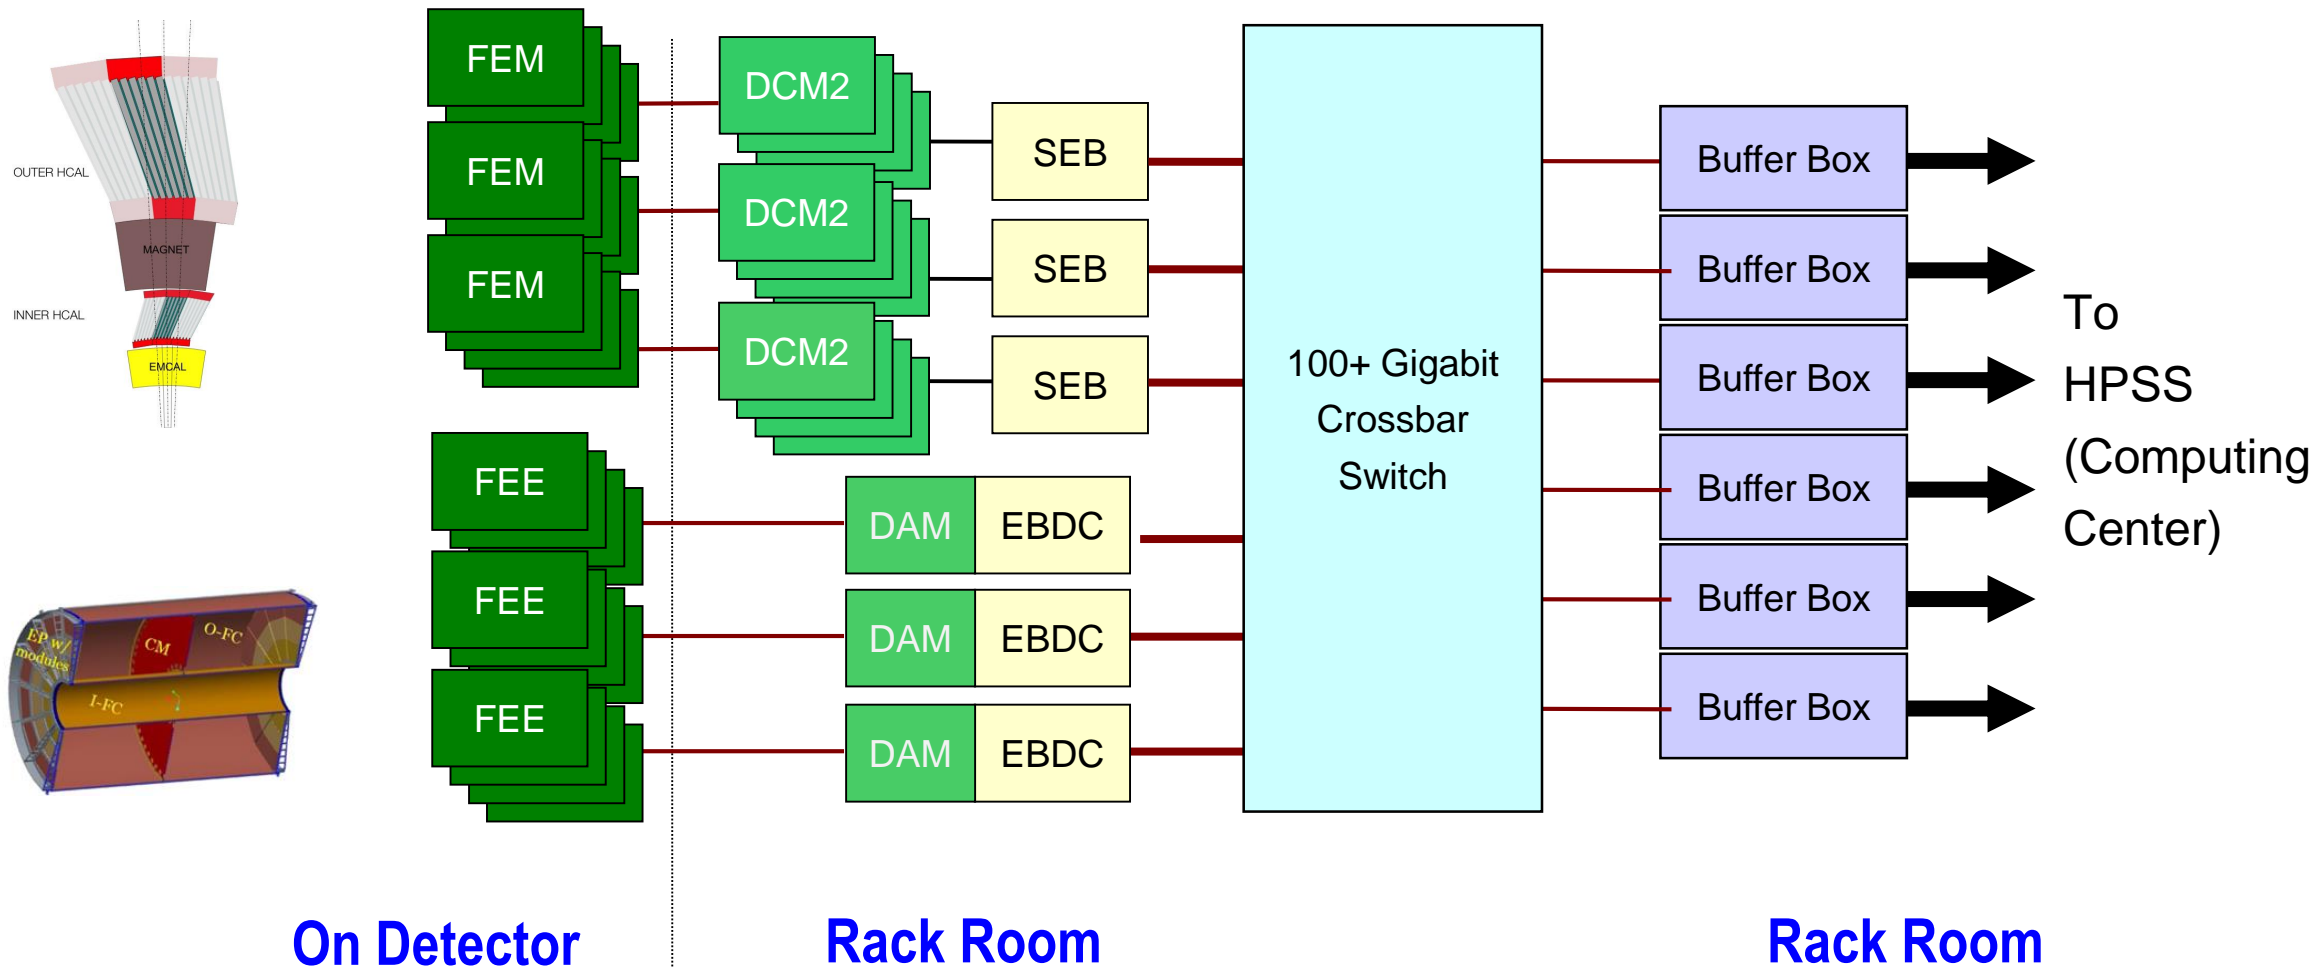 OUTER HCAL
MAGNET
INNER HCAL
EMCAL
EP w/
modules
CM
O-FC
I-FC
FEM
FEM
FEM
FEE
FEE
FEE
DCM2
DCM2
DCM2
SEB
SEB
SEB
DAM EBDC
DAM EBDC
DAM EBDC
100+ Gigabit
Crossbar
Switch
Buffer Box
Buffer Box
Buffer Box
Buffer Box
Buffer Box
Buffer Box
To
HPSS
(Computing
Center)
On Detector
Rack Room
Rack Room